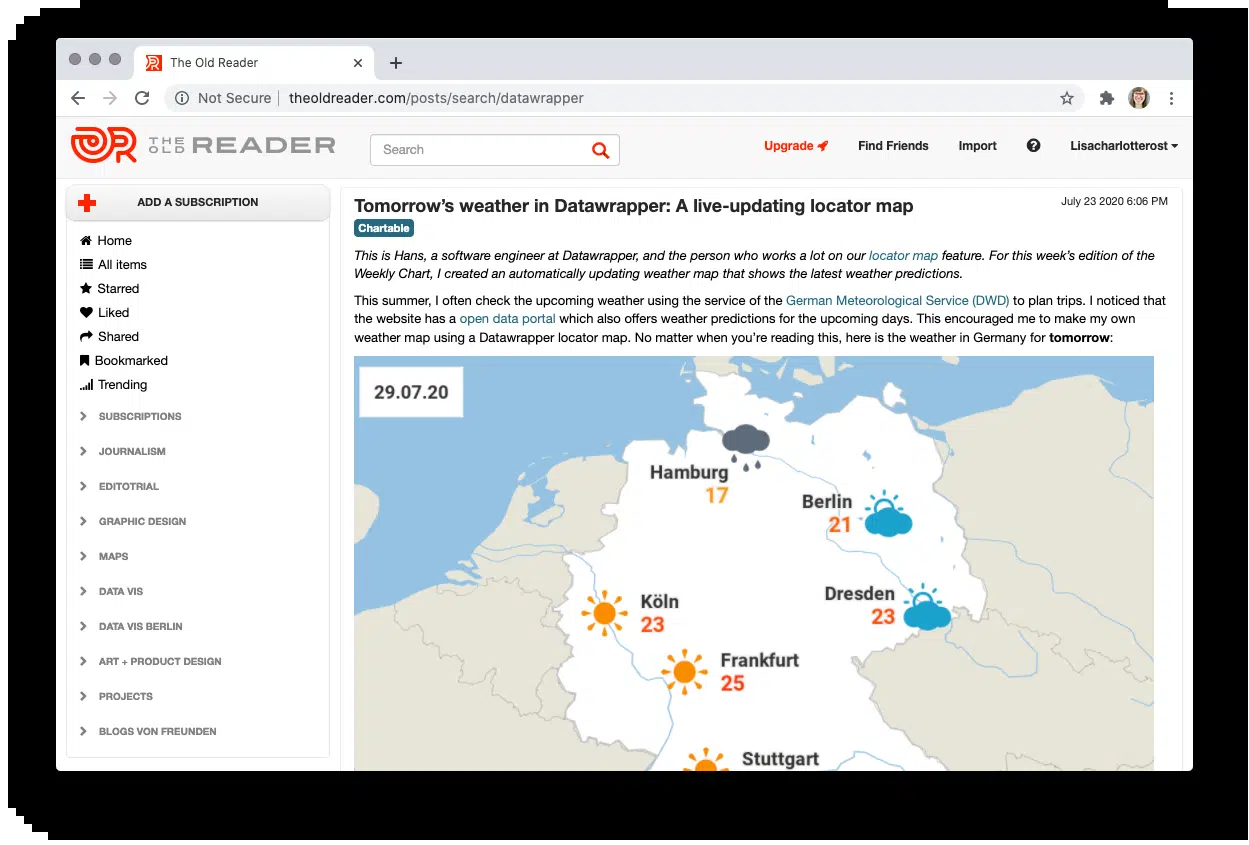 The Old Reader
Not Secure theoldreader.com/posts/search/datawrapper
THE OLD READER
Search
Upgrade
Find Friends
Import
Lisacharlotterost
ADD A SUBSCRIPTION
Home
All items
Starred
Liked
Shared
Bookmarked
Trending
SUBSCRIPTIONS
JOURNALISM
EDITOTRIAL
GRAPHIC DESIGN
MAPS
DATA VIS
DATA VIS BERLIN
ART + PRODUCT DESIGN
PROJECTS
BLOGS VON FREUNDEN
Tomorrow’s weather in Datawrapper: A live-updating locator map
July 23 2020 6:06 PM
Chartable
This is Hans, a software engineer at Datawrapper, and the person who works a lot on our locator map feature. For this week’s edition of the
Weekly Chart, I created an automatically updating weather map that shows the latest weather predictions.
This summer, I often check the upcoming weather using the service of the German Meteorological Service (DWD) to plan trips. I noticed that
the website has a open data portal which also offers weather predictions for the upcoming days. This encouraged me to make my own
weather map using a Datawrapper locator map. No matter when you’re reading this, here is the weather in Germany for tomorrow:
29.07.20
Hamburg
17
Berlin
21
Dresden
23
Köln
23
Frankfurt
25
Stuttgart